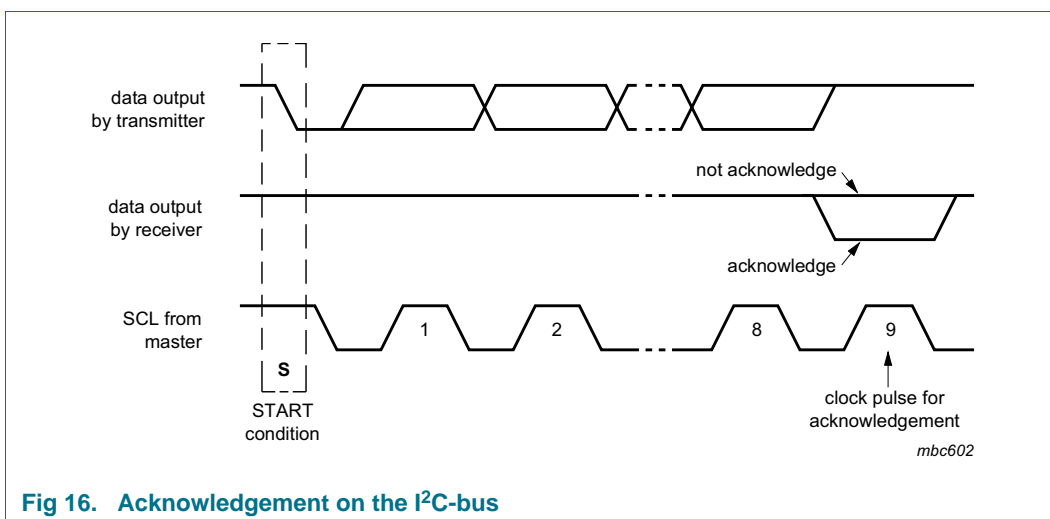 data output
by transmitter
not acknowledge
data output
by receiver
acknowledge
SCL from
master
1
2
8
9
S
START
condition
clock pulse for
acknowledgement
mbc602
Fig 16. Acknowledgement on the I²C-bus